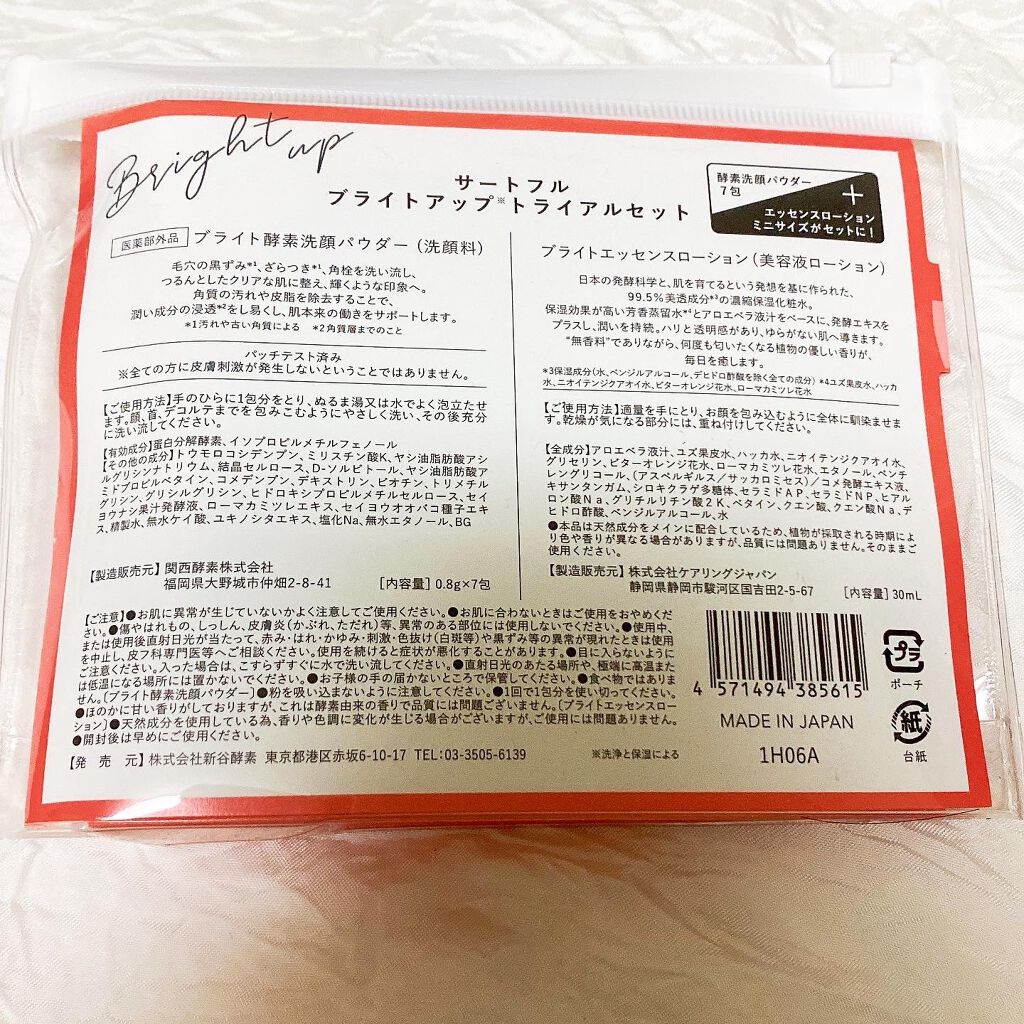 Bright up
サートフル
ブライトアップ※トライアルセット
酵素洗顔パウダー
7包
+
エッセンスローション
ミニサイズがセットに!
医薬部外品 ブライト酵素洗顔パウダー(洗顔料)
毛穴の黒ずみ*1、ざらつき*1、角栓を洗い流し、
つるんとしたクリアな肌に整え、輝くような印象へ。
角質の汚れや皮脂を除去することで、
潤い成分の浸透*2をし易くし、肌本来の働きをサポートします。
*1汚れや古い角質による *2角質層までのこと
パッチテスト済み
※全ての方に皮膚刺激が発生しないということではありません。
【ご使用方法】手のひらに1包分をとり、ぬるま湯又は水でよく泡立たせ
ます。顔、首、デコルテまでを包みこむようにやさしく洗い、その後充分
に洗い流してください。
【有効成分】蛋白分解酵素、イソプロピルメチルフェノール
【その他の成分】トウモロコシデンプン、ミリスチン酸K、ヤシ油脂肪酸アシ
ルグリシンナトリウム、結晶セルロース、D-ソルビトール、ヤシ油脂肪酸ア
ミドプロピルベタイン、コメデンプン、デキストリン、ビオチン、トリメチル
グリシン、グリシルグリシン、ヒドロキシプロピルメチルセルロース、セイ
ヨウナシ果汁発酵液、ローマカミツレエキス、セイヨウオオバコ種子エキ
ス、精製水、無水ケイ酸、ユキノシタエキス、塩化Na、無水エタノール、BG
【製造販売元】関西酵素株式会社
福岡県大野城市仲畑2-8-41 [内容量]0.8g×7包
ブライトエッセンスローション(美容液ローション)
日本の発酵科学と、肌を育てるという発想を基に作られた、
99.5%美透成分*3の濃縮保湿化粧水。
保湿効果が高い芳香蒸留水*4とアロエベラ液汁をベースに、発酵エキスを
プラスし、潤いを持続。ハリと透明感があり、ゆらがない肌へ導きます。
“無香料”でありながら、何度も匂いたくなる植物の優しい香りが、
毎日を癒します。
*3保湿成分(水、ベンジルアルコール、デヒドロ酢酸を除く全ての成分) *4ユズ果皮水、ハッカ
水、ニオイテンジクアオイ水、ビターオレンジ花水、ローマカミツレ花水
【ご使用方法】適量を手にとり、お顔を包み込むように全体に馴染ませ
ます。乾燥が気になる部分には、重ね付けしてください。
【全成分】アロエベラ液汁、ユズ果皮水、ハッカ水、ニオイテンジクアオイ水、
グリセリン、ビターオレンジ花水、ローマカミツレ花水、エタノール、ペンチ
レングリコール、(アスペルギルス/サッカロミセス)/コメ発酵エキス液、
キサンタンガム、シロキクラゲ多糖体、セラミドAP、セラミドNP、ヒアル
ロン酸Na、グリチルリチン酸2K、ベタイン、クエン酸、クエン酸Na、デ
ヒドロ酢酸、ベンジルアルコール、水
●本品は天然成分をメインに配合しているため、植物が採取される時期によ
り色や香りが異なる場合がありますが、品質には問題ありません。そのままご
使用ください。
【製造販売元】株式会社ケアリングジャパン
静岡県静岡市駿河区国吉田2-5-67 [内容量]30mL
【ご注意】●お肌に異常が生じていないかよく注意してご使用ください。●お肌に合わないときはご使用をおやめくだ
さい。●傷やはれもの、しっしん、皮膚炎(かぶれ、ただれ)等、異常のある部位には使用しないでください。●使用中、
または使用後直射日光が当たって、赤み・はれ・かゆみ・刺激・色抜け(白斑等)や黒ずみ等の異常が現れたときは使用
を中止し、皮フ科専門医等へご相談ください。使用を続けると症状が悪化することがあります。●目に入らないように
ご注意ください。入った場合は、こすらずすぐに水で洗い流してください。●直射日光のあたる場所や、極端に高温また
は低温になる場所には置かないでください。●お子様の手の届かないところで保管してください。●食べ物ではありま
せん。〔ブライト酵素洗顔パウダー〕●粉を吸い込まないように注意してください。●1回で1包分を使い切ってください。
●ほのかに甘い香りがしておりますが、これは酵素由来の香りで品質には問題ございません。〔ブライトエッセンスロー
ション〕●天然成分を使用している為、香りや色調に変化が生じる場合がございますが、ご使用には問題ありません。
●開封後は早めにご使用ください。
【発売元】株式会社新谷酵素 東京都港区赤坂6-10-17 TEL:03-3505-6139 ※洗浄と保湿による
4 571494 385615
MADE IN JAPAN
1H06A
プラ
ポーチ
紙
台紙